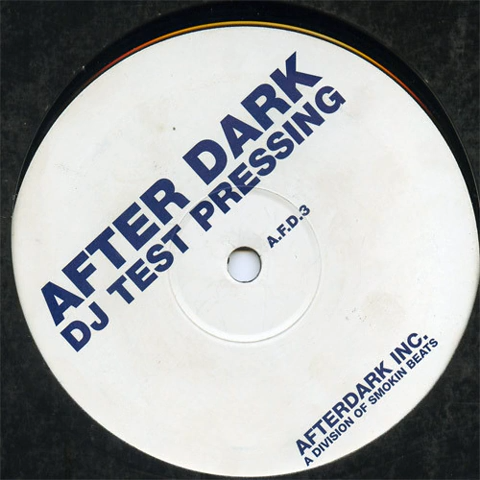 AFTER DARK
DJ TEST PRESSING
A.F.D.3
AFTERDARK INC.
A DIVISION OF SMOKIN BEATS